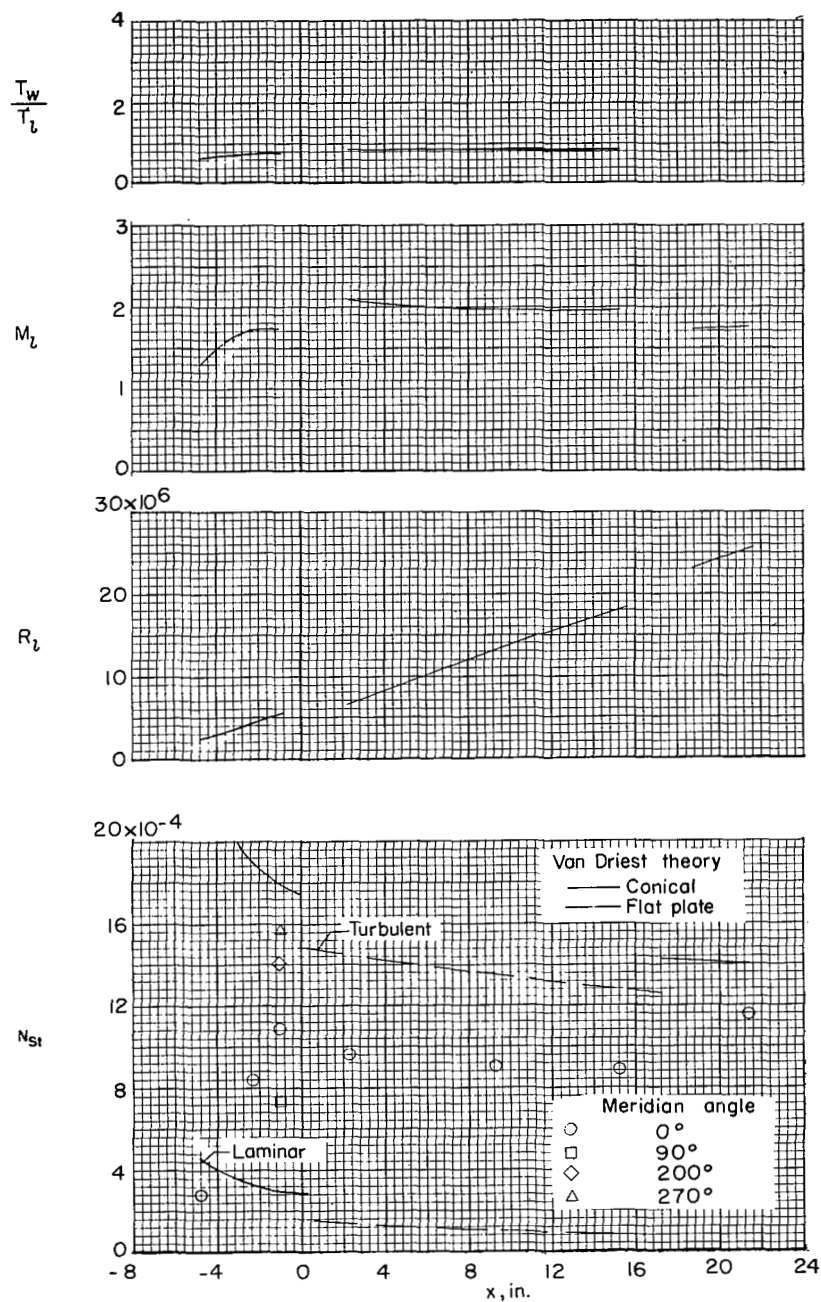 4
T_w
2
T_l
0
3
2
M_l
1
0
30×10^6
20
R_l
10
0
20×10^-4
Van Driest theory
Conical
Flat plate
16
Turbulent
12
N_St
8
Meridian angle
0°
90°
200°
270°
Laminar
4
0
-8 -4 0 4 8 12 16 20 24
x, in.